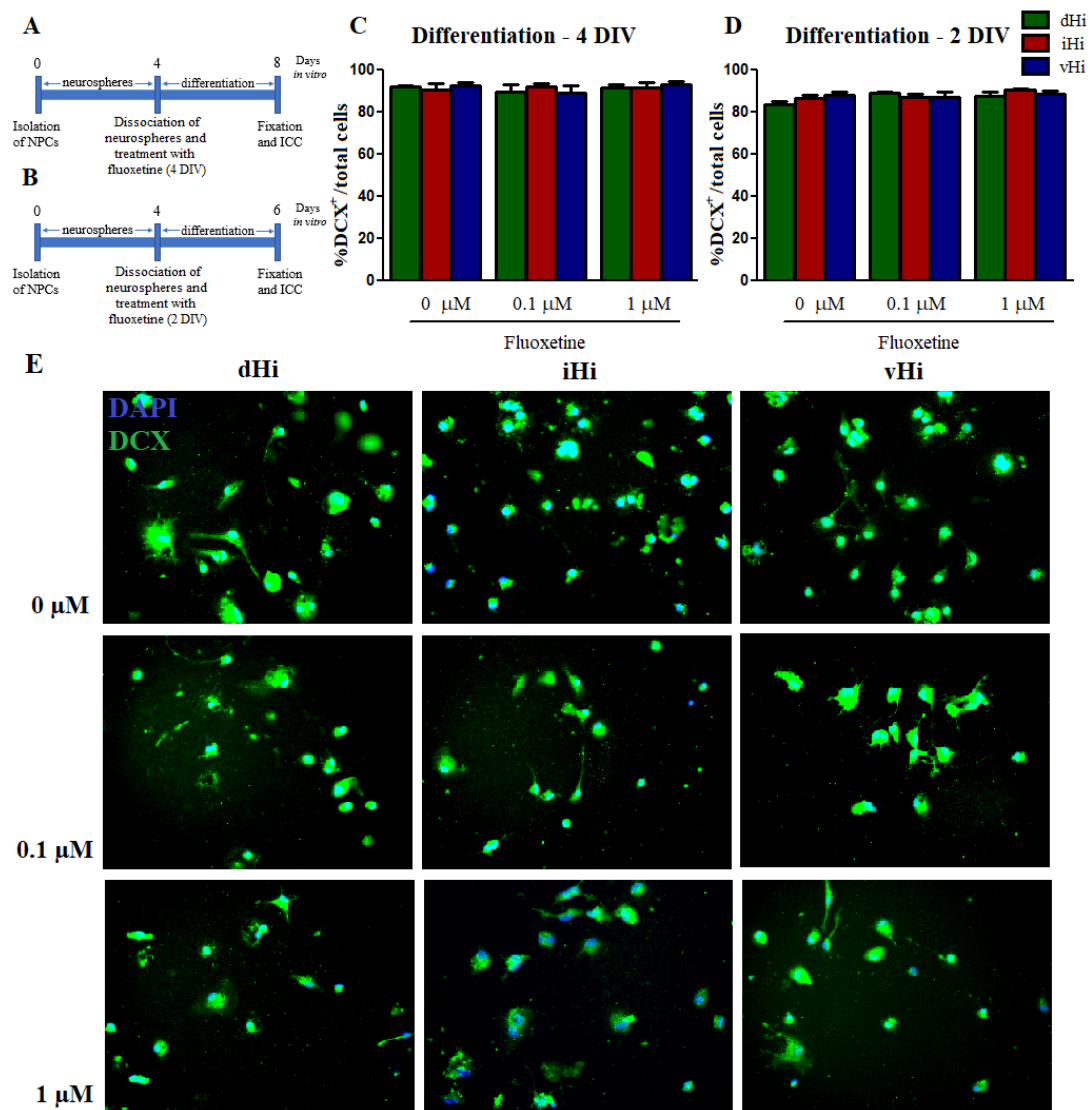 A
0 4 8 Days
in vitro
neurospheres differentiation
Isolation
of NPCs
Dissociation of
neurospheres and
treatment with
fluoxetine (4 DIV)
Fixation
and ICC
B
0 4 6 Days
in vitro
neurospheres differentiation
Isolation
of NPCs
Dissociation of
neurospheres and
treatment with
fluoxetine (2 DIV)
Fixation
and ICC
C
Differentiation - 4 DIV
%DCX+/total cells
100
80
60
40
20
0
0 μM 0.1 μM 1 μM
Fluoxetine
D
Differentiation - 2 DIV
%DCX+/total cells
100
80
60
40
20
0
0 μM 0.1 μM 1 μM
Fluoxetine
dHi
iHi
vHi
E
dHi iHi vHi
DAPI
DCX
0 μM
0.1 μM
1 μM